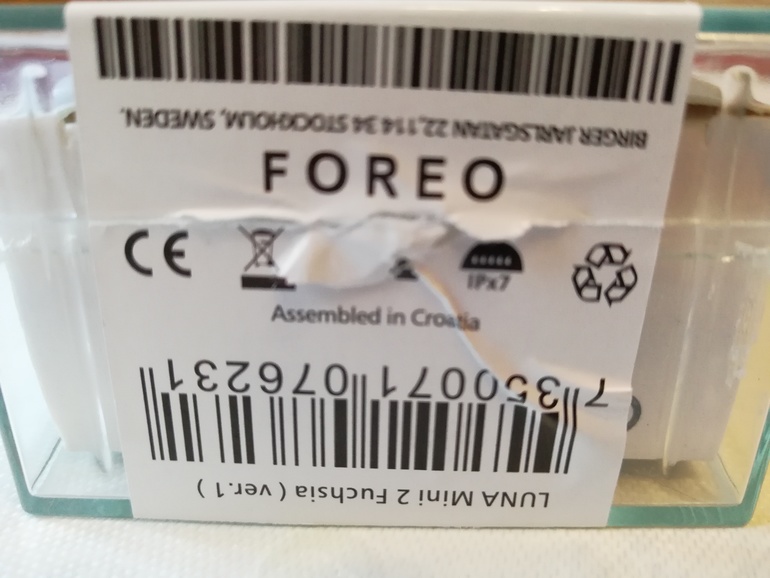 BIRGER JARLSGATAN 22,114 34 STOCKHOLM, SWEDEN.
FOREO
CE
IPx7
Assembled in Croatia
7 350071 076231
LUNA Mini 2 Fuchsia ( ver.1 )